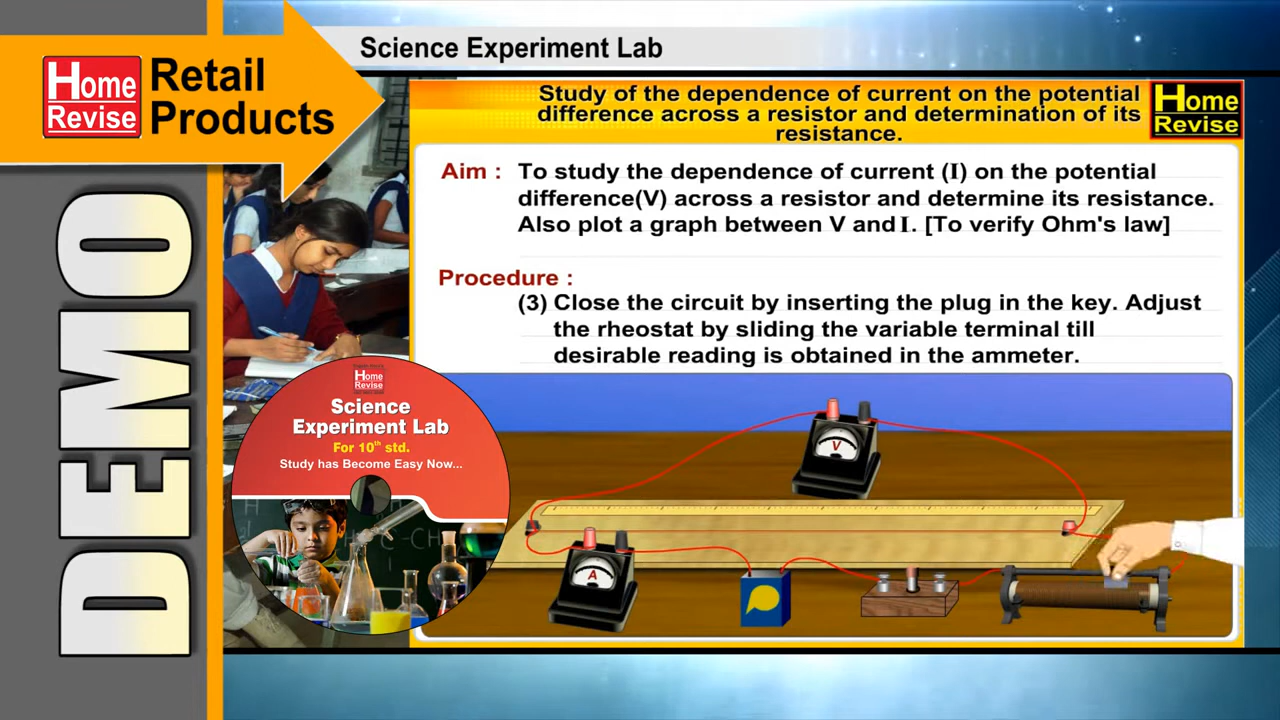 Home
Revise
Retail
Products
Science Experiment Lab
DEMO
Study of the dependence of current on the potential
difference across a resistor and determination of its
resistance.
Home
Revise
Aim : To study the dependence of current (I) on the potential
difference(V) across a resistor and determine its resistance.
Also plot a graph between V and I. [To verify Ohm's law]
Procedure :
(3) Close the circuit by inserting the plug in the key. Adjust
the rheostat by sliding the variable terminal till
desirable reading is obtained in the ammeter.
Home
Revise
Science
Experiment Lab
For 10th std.
Study has Become Easy Now...
V
A